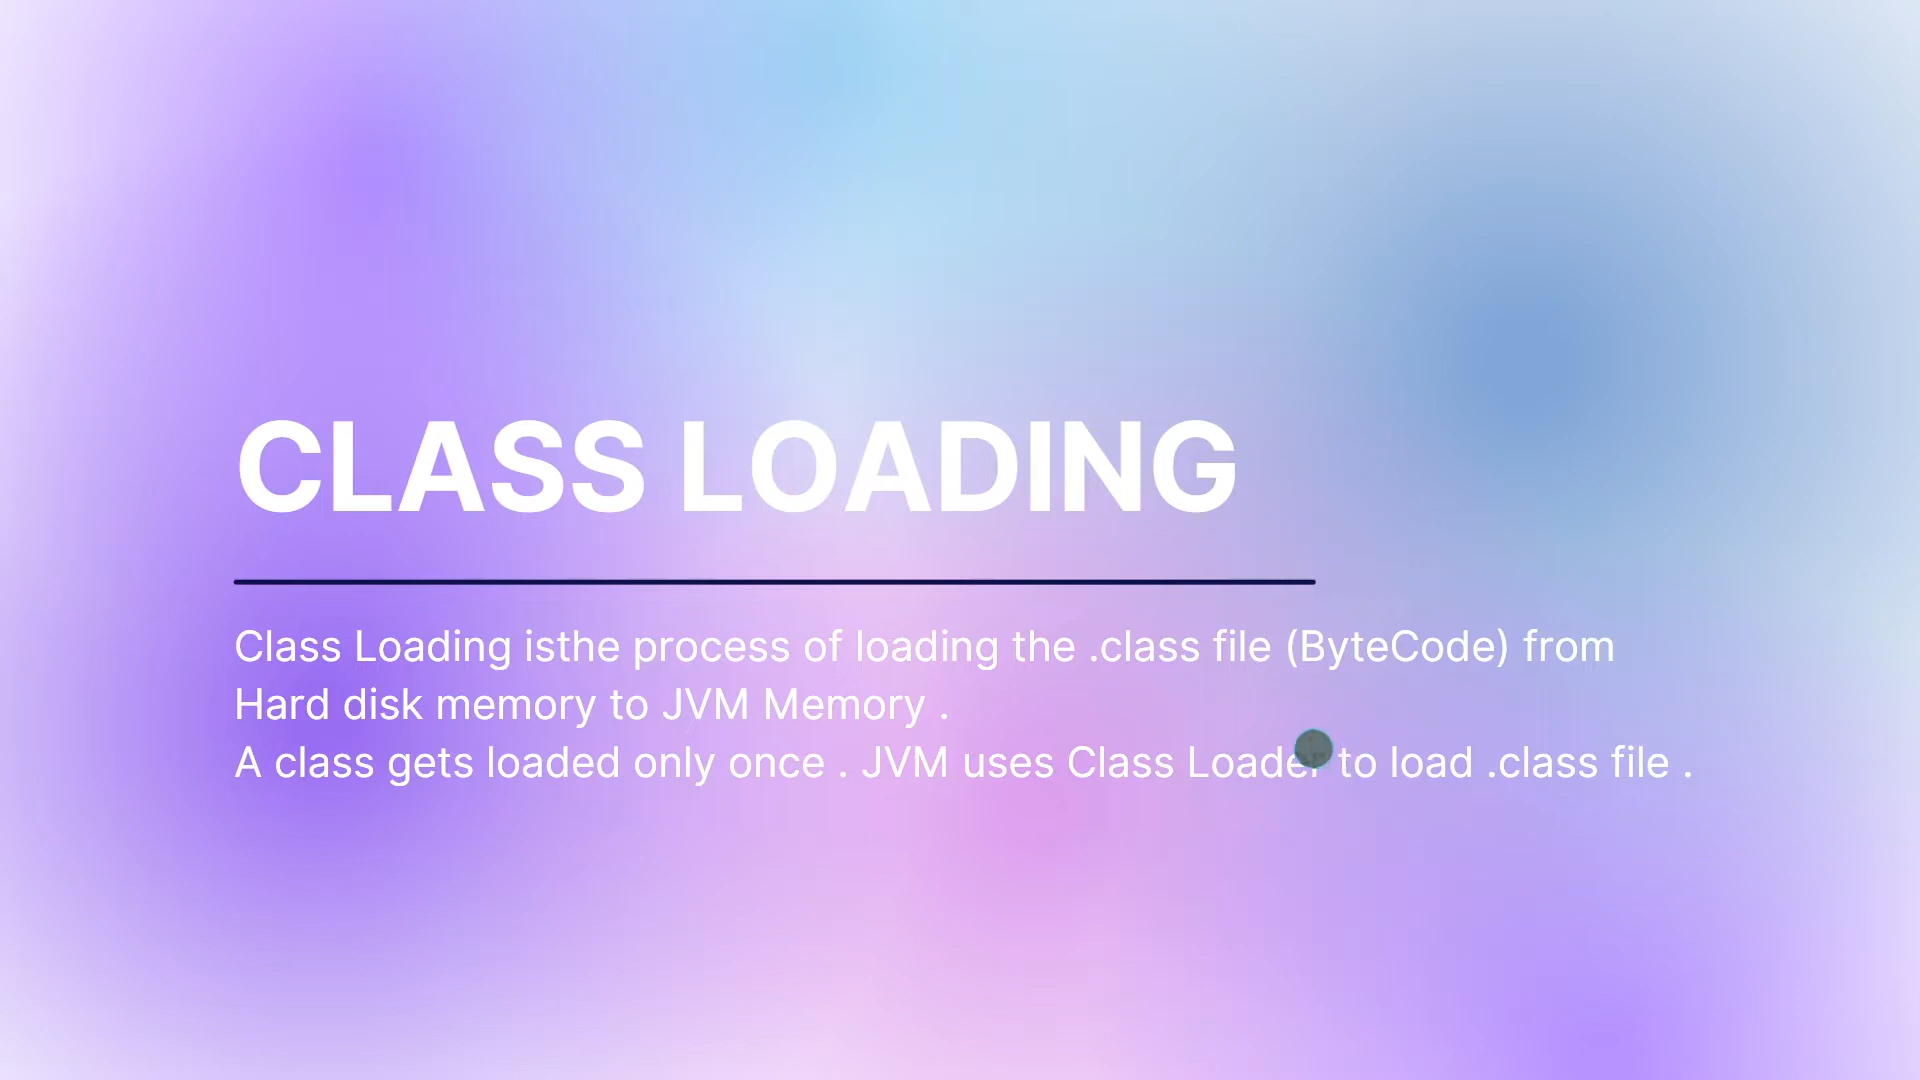 CLASS LOADING
Class Loading isthe process of loading the .class file (ByteCode) from
Hard disk memory to JVM Memory .
A class gets loaded only once . JVM uses Class Loader to load .class file .